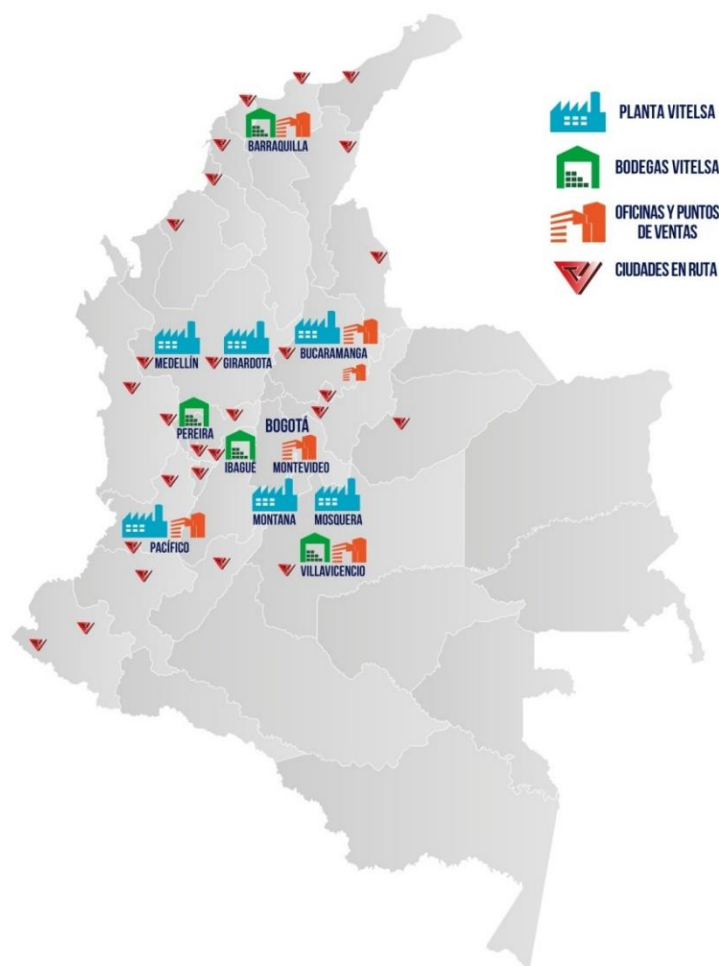 PLANTA VITELSA
BODEGAS VITELSA
OFICINAS Y PUNTOS
DE VENTAS
CIUDADES EN RUTA
BARRAQUILLA
MEDELLÍN
GIRARDOTA
BUCARAMANGA
PEREIRA
BOGOTÁ
IBAGUÉ
MONTEVIDEO
MONTANA
MOSQUERA
PACÍFICO
VILLAVICENCIO